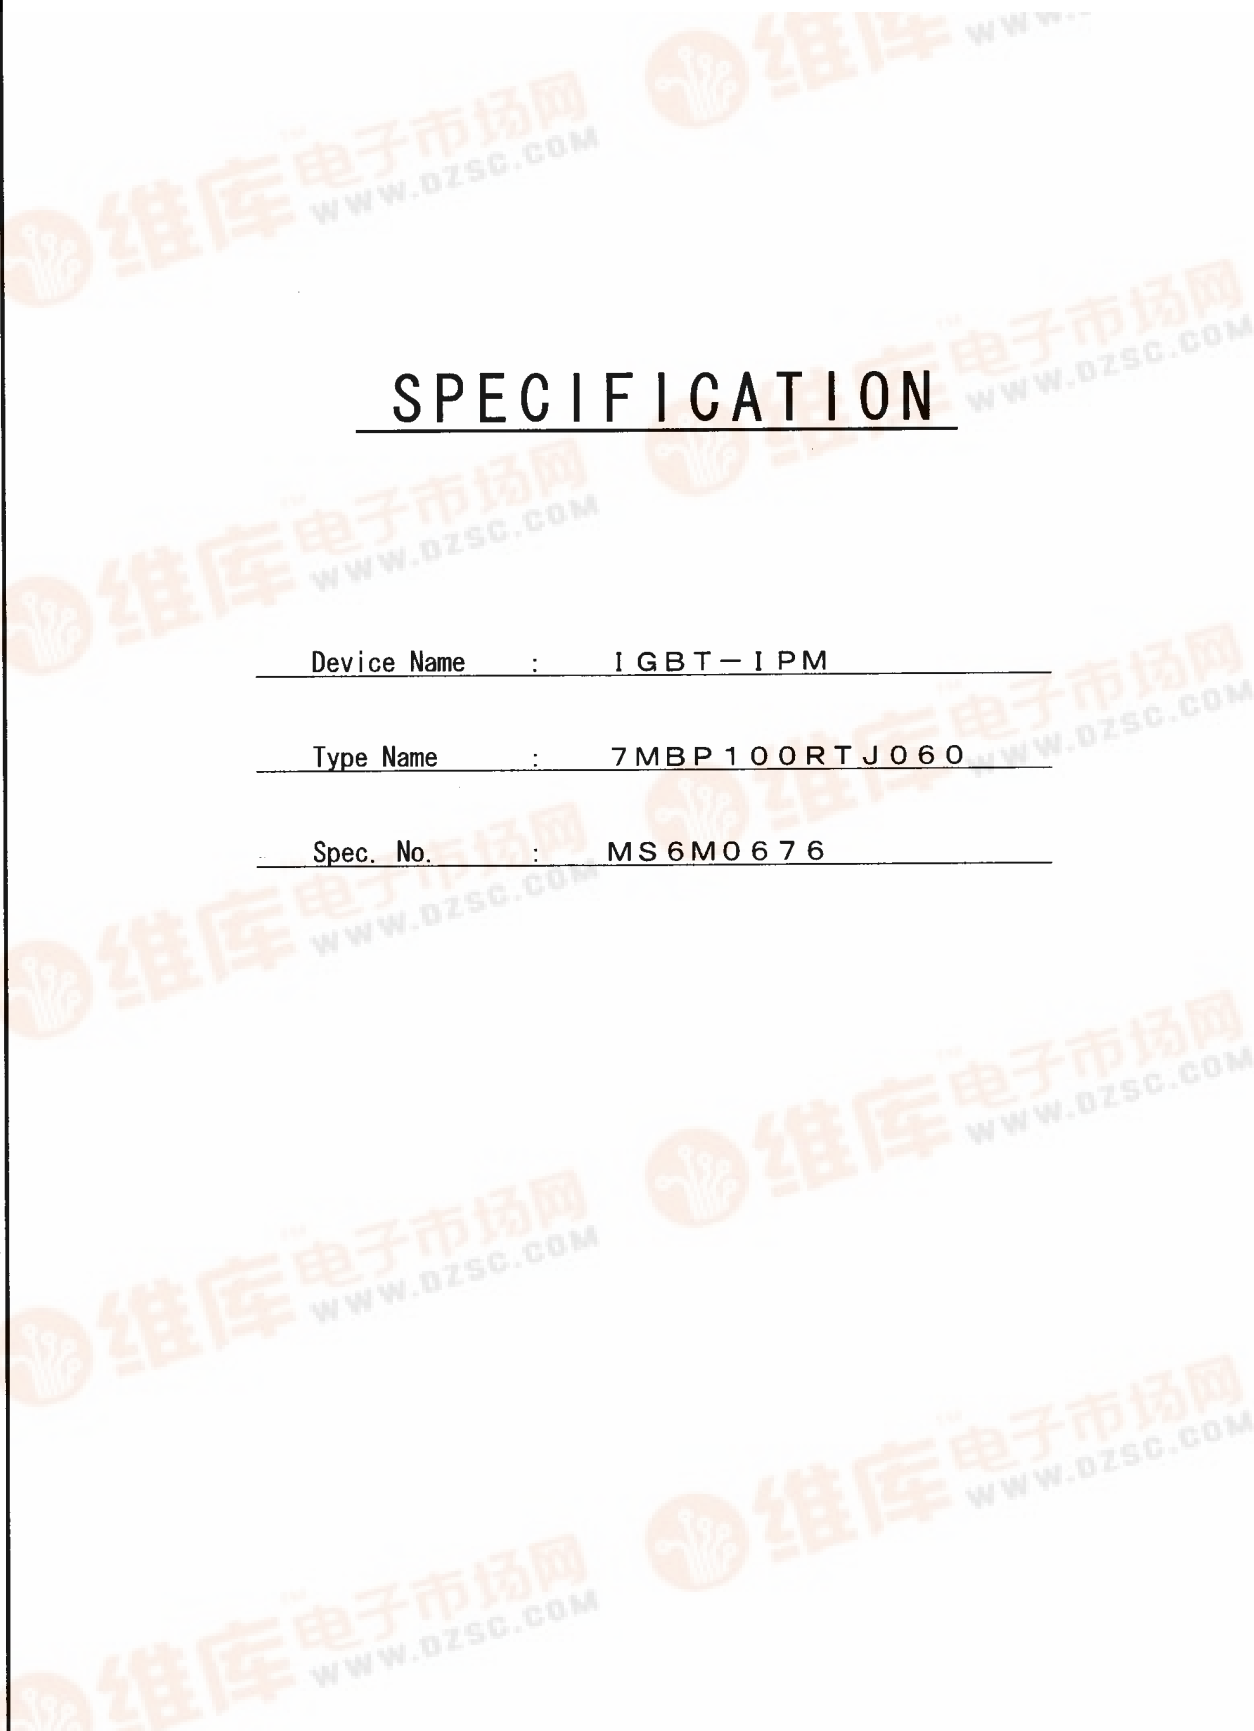 维库 电子市场网
WWW.DZSC.COM
SPECIFICATION
Device Name : IGBT-IPM
Type Name : 7MBP100RTJ060
Spec. No. : MS6M0676